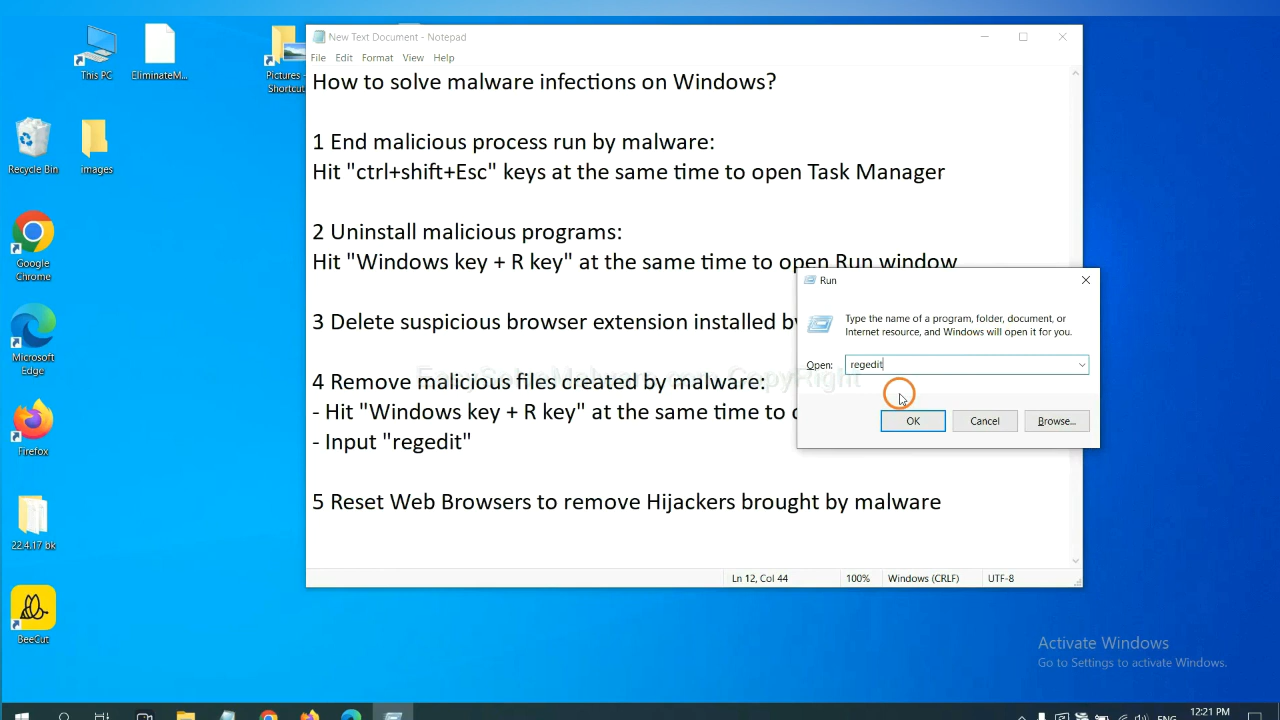 This PC
EliminateM...
Pictures -
Shortcut
Recycle Bin
images
Google
Chrome
Microsoft
Edge
Firefox
22.4.17 bk
BeeCut
New Text Document - Notepad
File Edit Format View Help
How to solve malware infections on Windows?
1 End malicious process run by malware:
Hit "ctrl+shift+Esc" keys at the same time to open Task Manager
2 Uninstall malicious programs:
Hit "Windows key + R key" at the same time to open Run window
3 Delete suspicious browser extension installed by
4 Remove malicious files created by malware:
- Hit "Windows key + R key" at the same time to
- Input "regedit"
5 Reset Web Browsers to remove Hijackers brought by malware
Ln 12, Col 44 100% Windows (CRLF) UTF-8
Run
Type the name of a program, folder, document, or
Internet resource, and Windows will open it for you.
Open: regedit
OK Cancel Browse...
Activate Windows
Go to Settings to activate Windows.
12:21 PM